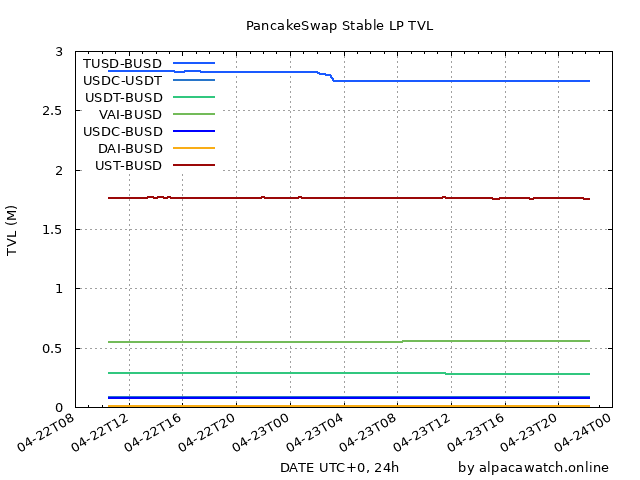 PancakeSwap Stable LP TVL
TUSD-BUSD
USDC-USDT
USDT-BUSD
VAI-BUSD
USDC-BUSD
DAI-BUSD
UST-BUSD
TVL (M)
3
2.5
2
1.5
1
0.5
0
04-22T08
04-22T12
04-22T16
04-22T20
04-23T00
04-23T04
04-23T08
04-23T12
04-23T16
04-23T20
04-24T00
DATE UTC+0, 24h
by alpacawatch.online